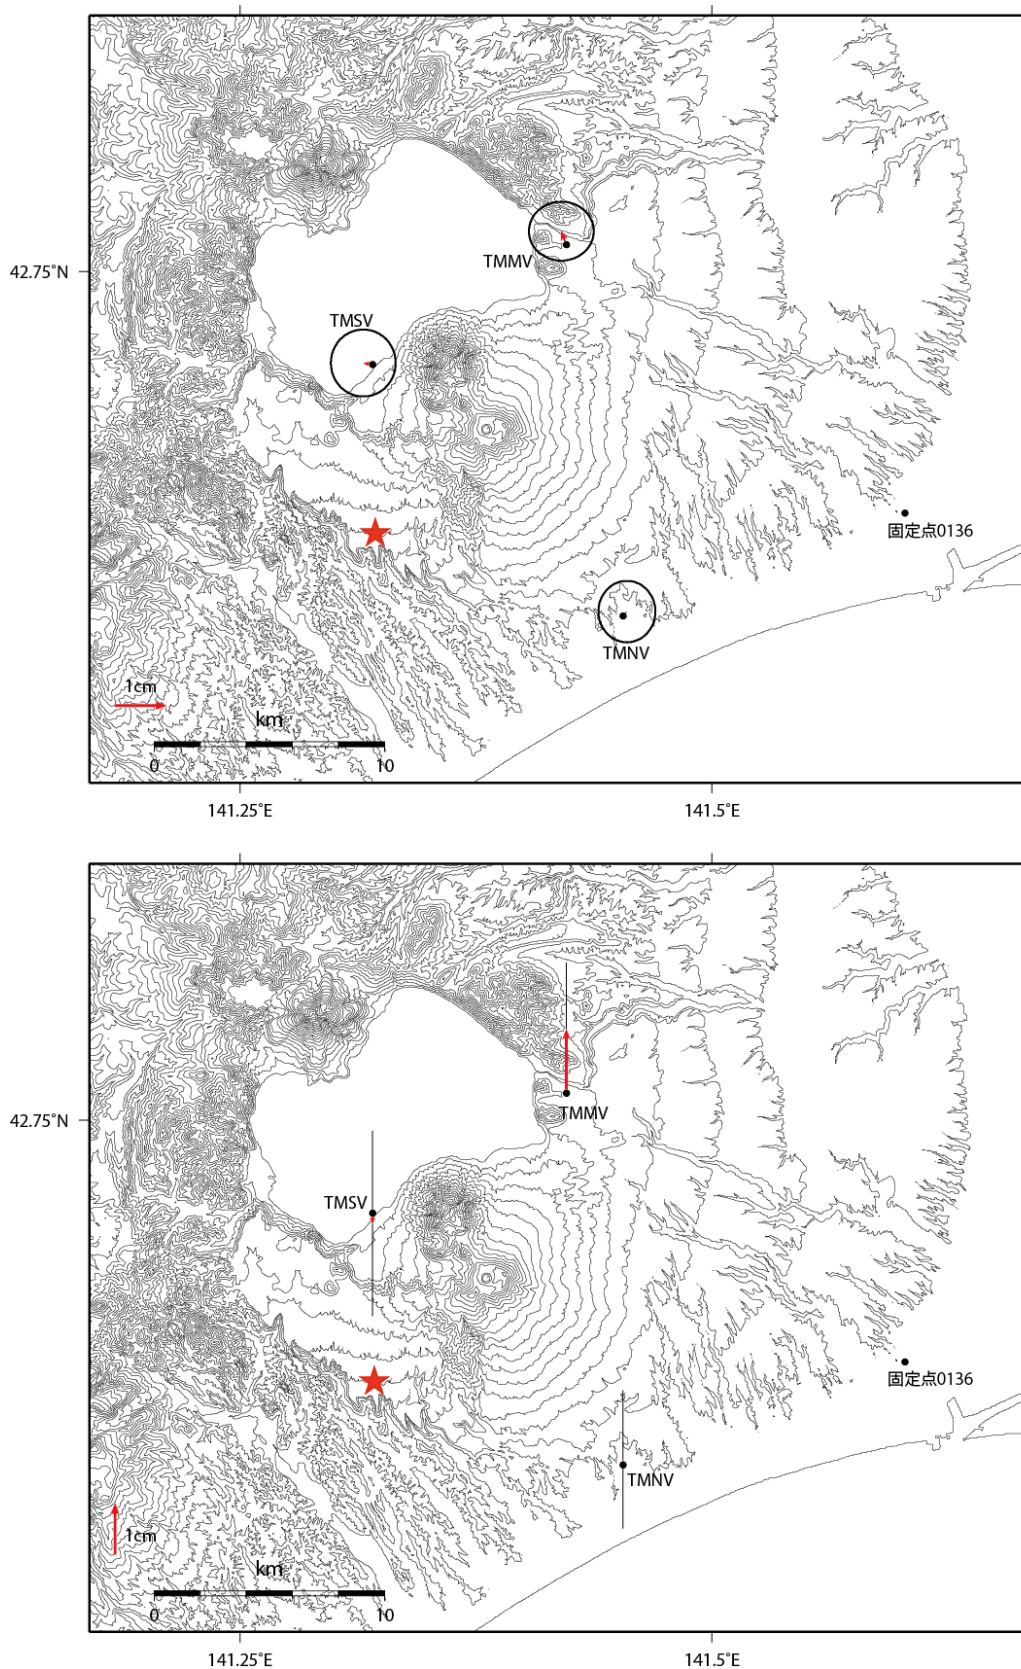 TMMV
42.75˚N
TMSV
固定点0136
TMNV
1cm
km
0
10
141.25˚E
141.5˚E
TMMV
42.75˚N
TMSV
固定点0136
TMNV
1cm
km
0
10
141.25˚E
141.5˚E